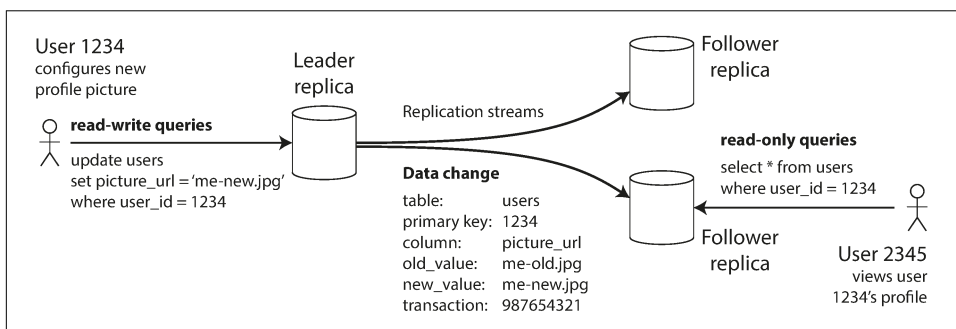 User 1234
configures new
profile picture
Leader
replica
Follower
replica
Replication streams
read-write queries
update users
set picture_url = 'me-new.jpg'
where user_id = 1234
Data change
table: users
primary key: 1234
column: picture_url
old_value: me-old.jpg
new_value: me-new.jpg
transaction: 987654321
read-only queries
select * from users
where user_id = 1234
Follower
replica
User 2345
views user
1234's profile